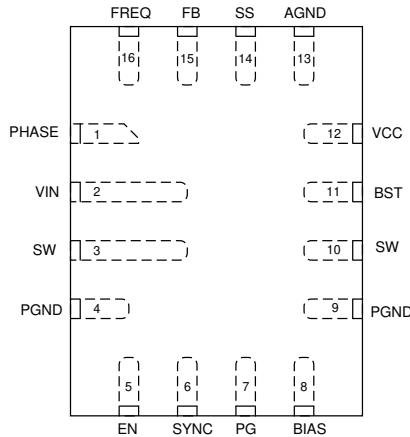 FREQ FB SS AGND
16 15 14 13
PHASE 1 12 VCC
VIN 2 11 BST
SW 3 10 SW
PGND 4 9 PGND
5 6 7 8
EN SYNC PG BIAS